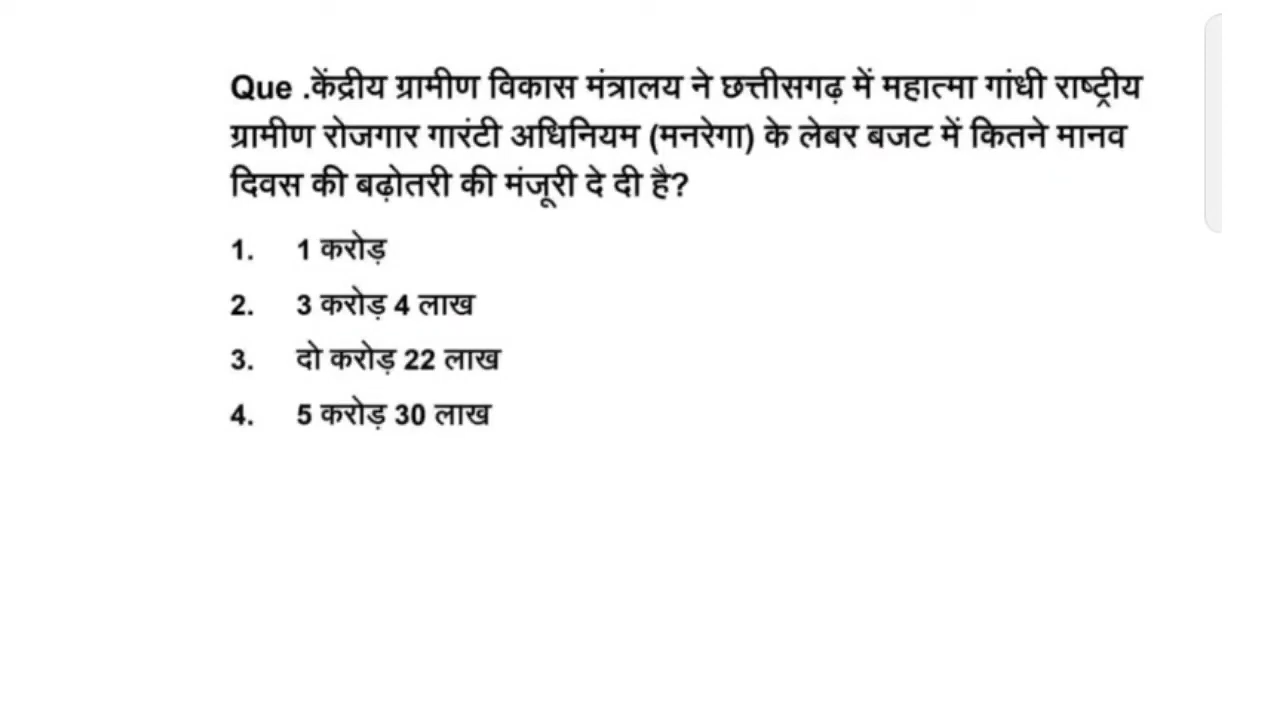 Que .केंद्रीय ग्रामीण विकास मंत्रालय ने छत्तीसगढ़ में महात्मा गांधी राष्ट्रीय
ग्रामीण रोजगार गारंटी अधिनियम (मनरेगा) के लेबर बजट में कितने मानव
दिवस की बढ़ोतरी की मंजूरी दे दी है?
1. 1 करोड़
2. 3 करोड़ 4 लाख
3. दो करोड़ 22 लाख
4. 5 करोड़ 30 लाख